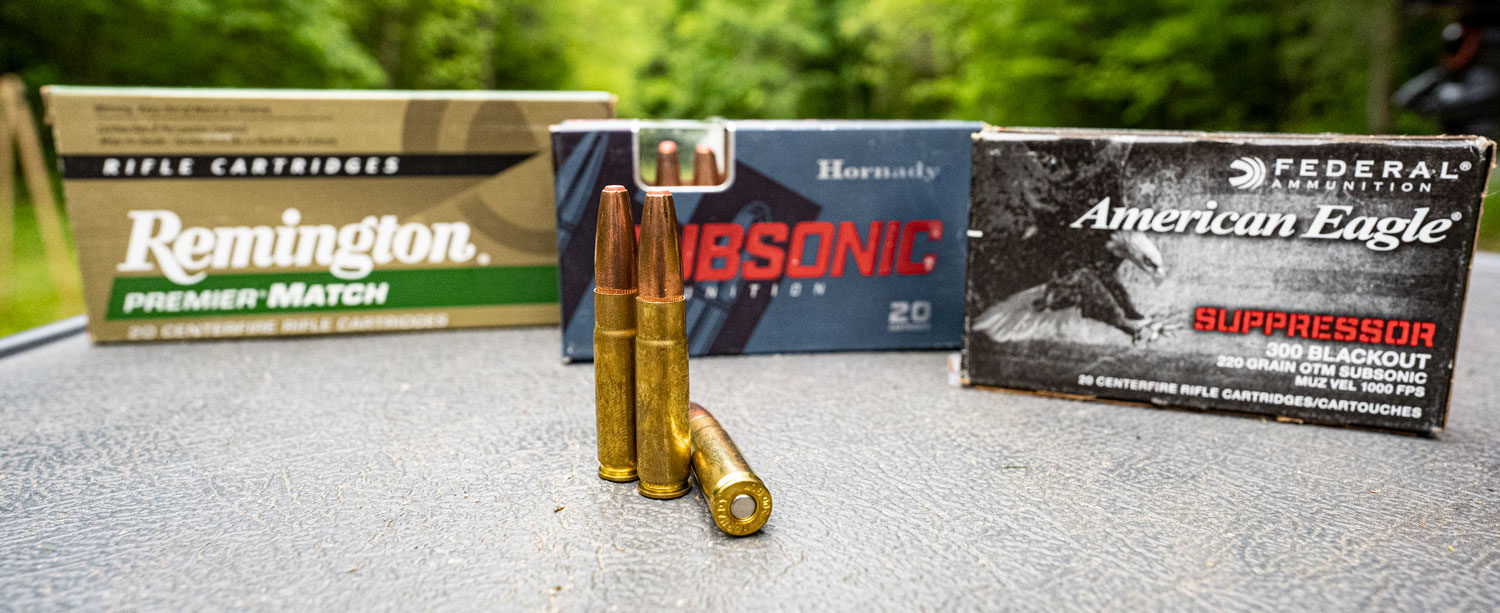 RIFLE CARTRIDGES
Remington.
PREMIER MATCH
20 CENTERFIRE RIFLE CARTRIDGES
Hornady
SUBSONIC
20
FEDERAL®
AMMUNITION
American Eagle®
SUPPRESSOR
300 BLACKOUT
220 GRAIN OTM SUBSONIC
MUZ VEL 1000 FPS
20 CENTERFIRE RIFLE CARTRIDGES/CARTOUCHES